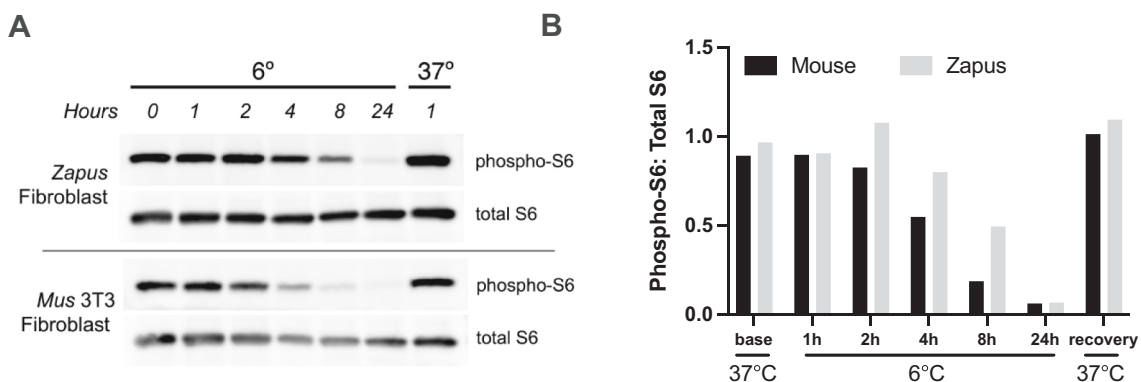 A
6º
37º
Hours 0 1 2 4 8 24 1
Zapus
Fibroblast
phospho-S6
total S6
Mus 3T3
Fibroblast
phospho-S6
total S6
B
Phospho-S6: Total S6
1.5
1.0
0.5
0.0
Mouse
Zapus
base 1h 2h 4h 8h 24h recovery
37°C 6°C 37°C